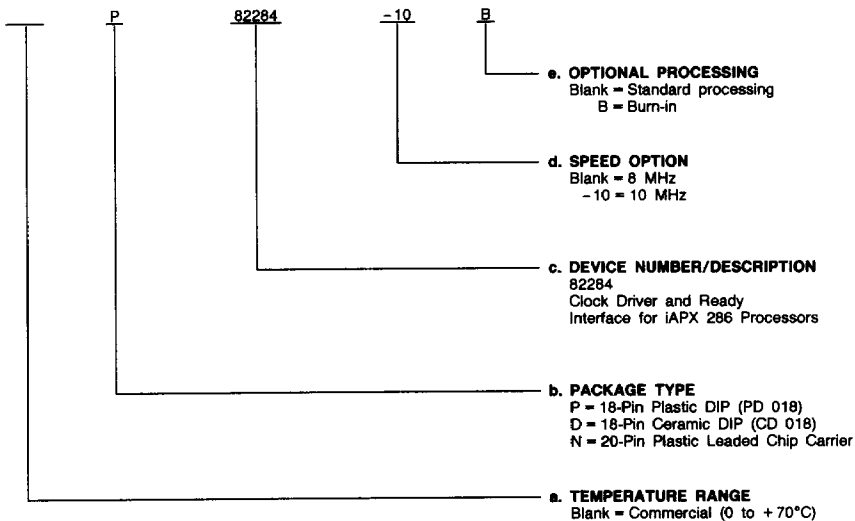 P 82284 -10 B
e. OPTIONAL PROCESSING
Blank = Standard processing
B = Burn-in
d. SPEED OPTION
Blank = 8 MHz
-10 = 10 MHz
c. DEVICE NUMBER/DESCRIPTION
82284
Clock Driver and Ready
Interface for iAPX 286 Processors
b. PACKAGE TYPE
P = 18-Pin Plastic DIP (PD 018)
D = 18-Pin Ceramic DIP (CD 018)
N = 20-Pin Plastic Leaded Chip Carrier
a. TEMPERATURE RANGE
Blank = Commercial (0 to +70°C)